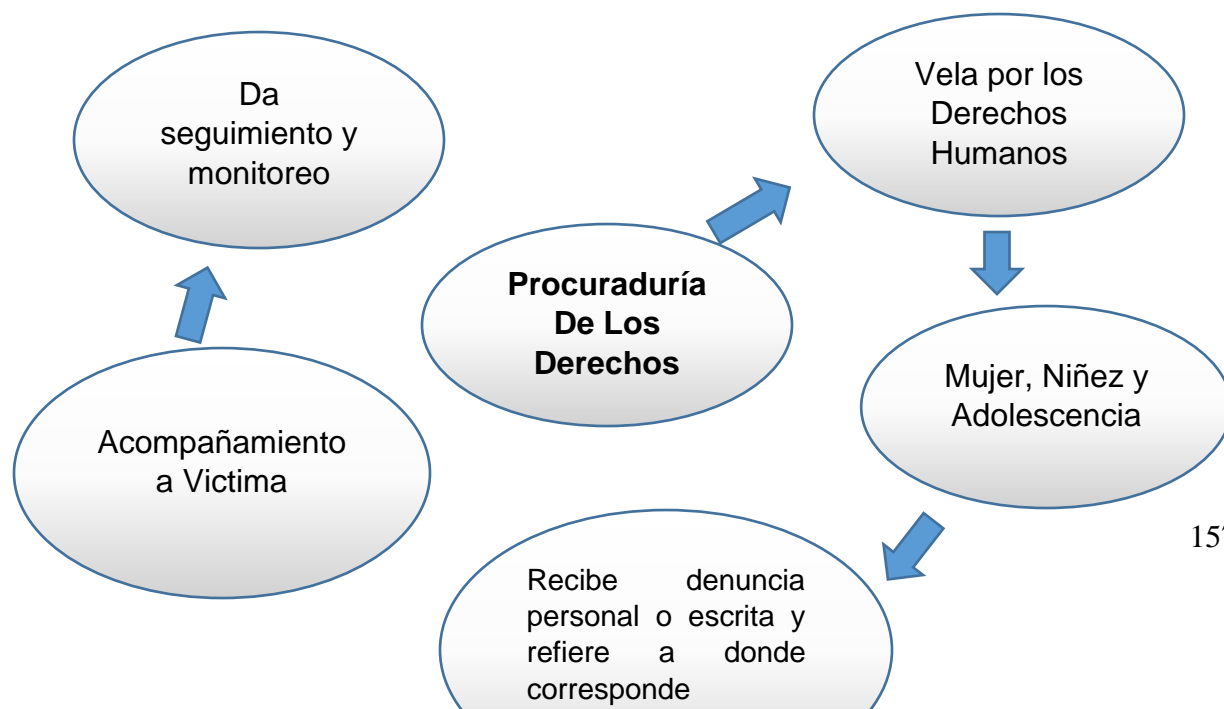 Da
seguimiento y
monitoreo
Vela por los
Derechos
Humanos
Procuraduría
De Los
Derechos
Mujer, Niñez y
Adolescencia
Acompañamiento
a Victima
Recibe denuncia
personal o escrita y
refiere a donde
corresponde